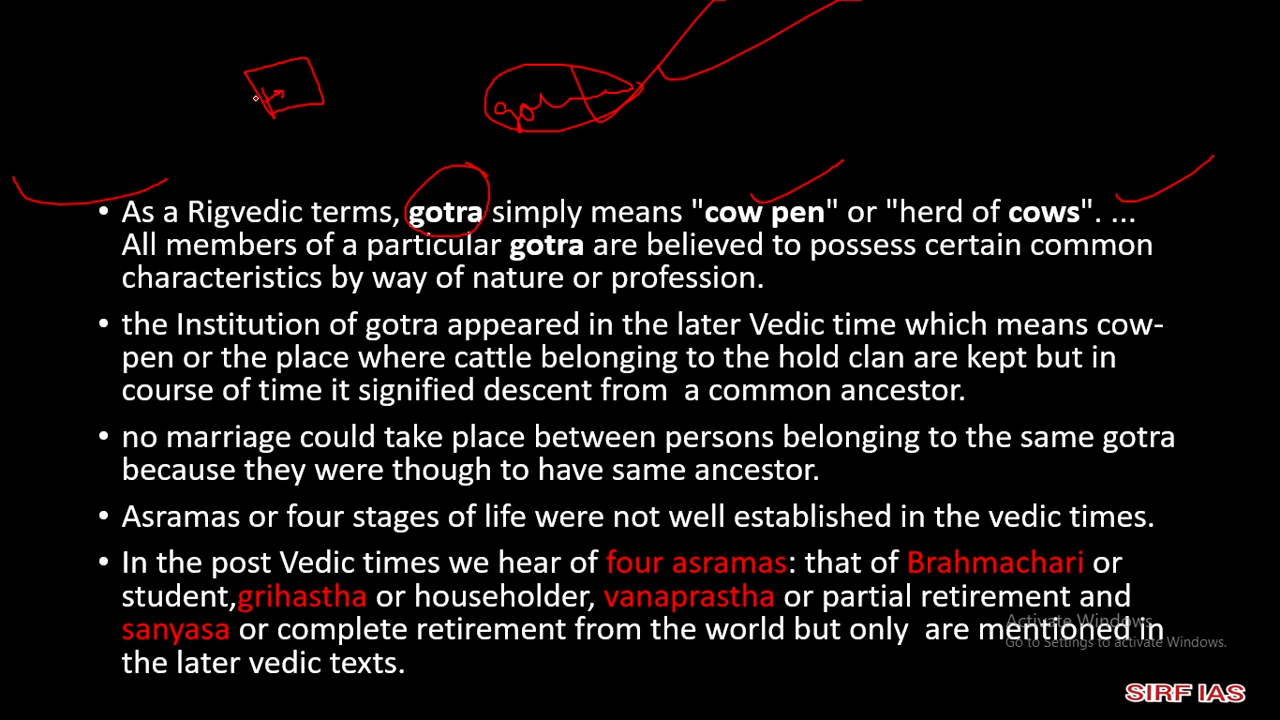 gotra
• As a Rigvedic terms, gotra simply means "cow pen" or "herd of cows". ...
All members of a particular gotra are believed to possess certain common
characteristics by way of nature or profession.
• the Institution of gotra appeared in the later Vedic time which means cow-
pen or the place where cattle belonging to the hold clan are kept but in
course of time it signified descent from  a common ancestor.
• no marriage could take place between persons belonging to the same gotra
because they were though to have same ancestor.
• Asramas or four stages of life were not well established in the vedic times.
• In the post Vedic times we hear of four asramas: that of Brahmachari or
student,grihastha or householder, vanaprastha or partial retirement and
sanyasa or complete retirement from the world but only  are mentioned in
the later vedic texts.
Activate Windows
Go to Settings to activate Windows.
SIRF IAS